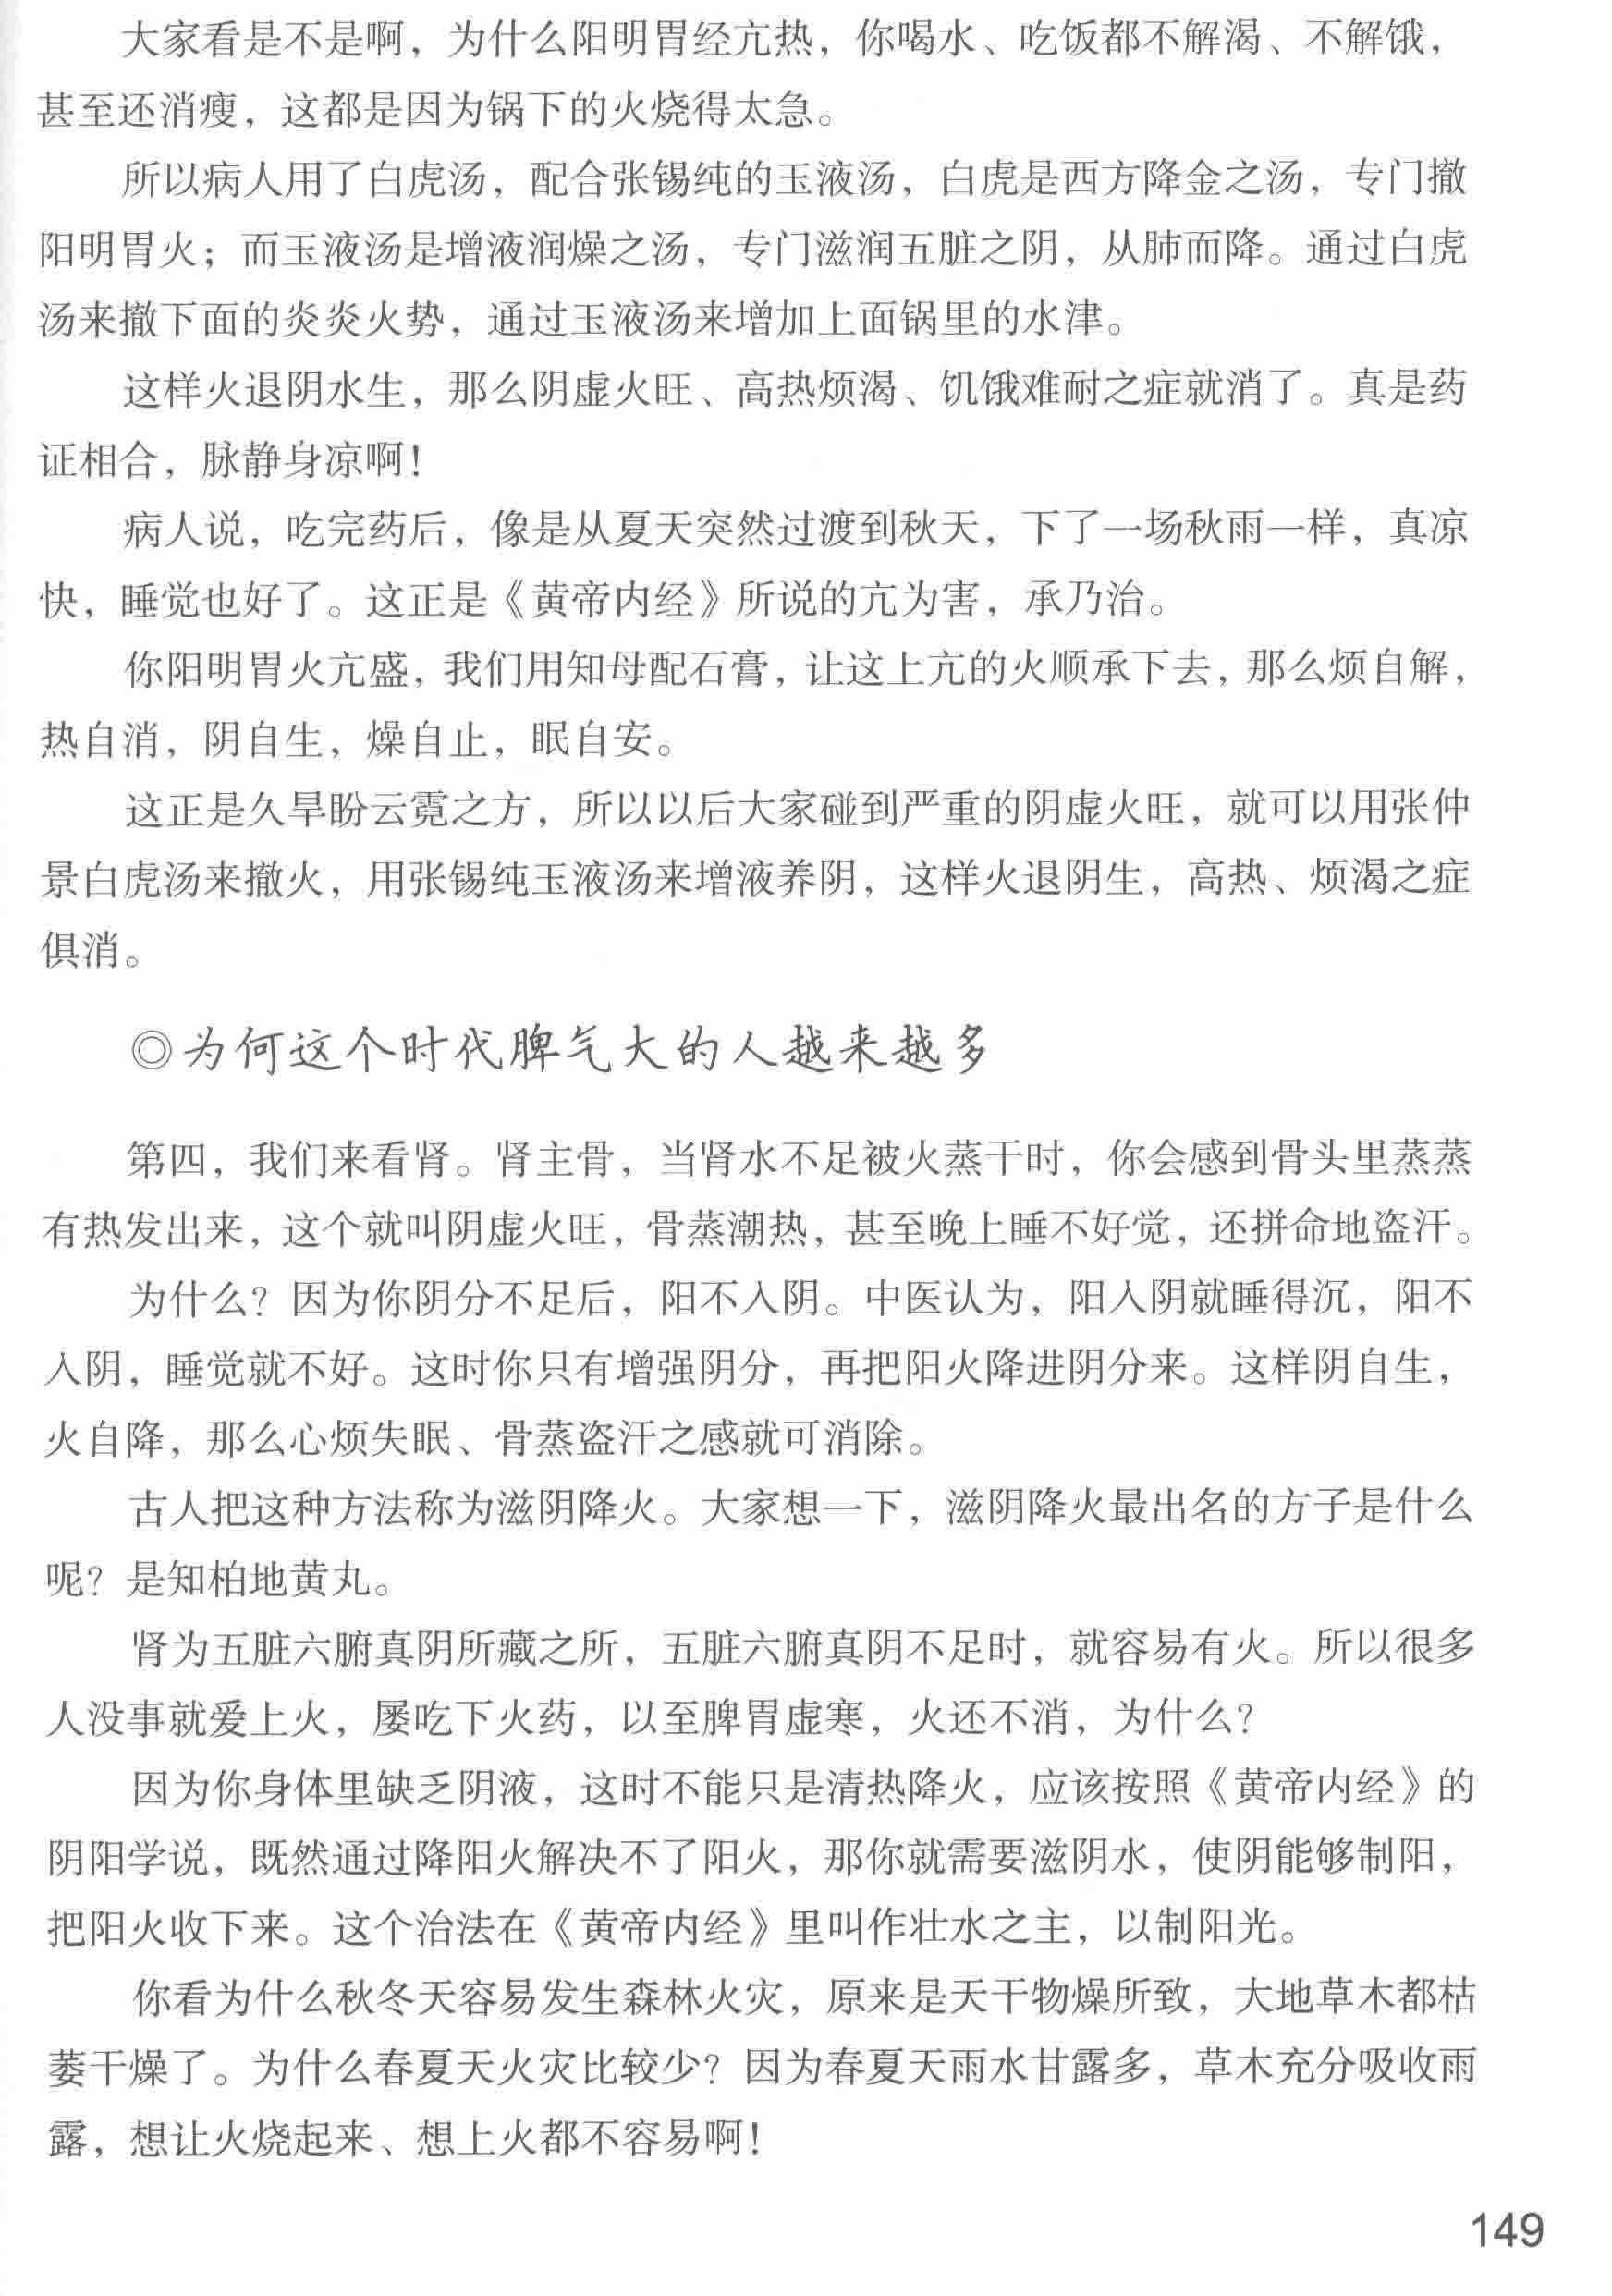 大家看是不是啊，为什么阳明胃经亢热，你喝水、吃饭都不解渴、不解饿，
甚至还消瘦，这都是因为锅下的火烧得太急。
所以病人用了白虎汤，配合张锡纯的玉液汤，白虎是西方降金之汤，专门撤
阳明胃火；而玉液汤是增液润燥之汤，专门滋润五脏之阴，从肺而降。通过白虎
汤来撤下面的炎炎火势，通过玉液汤来增加上面锅里的水津。
这样火退阴水生，那么阴虚火旺、高热烦渴、饥饿难耐之症就消了。真是药
证相合，脉静身凉啊！
病人说，吃完药后，像是从夏天突然过渡到秋天，下了一场秋雨一样，真凉
快，睡觉也好了。这正是《黄帝内经》所说的亢为害，承乃治。
你阳明胃火亢盛，我们用知母配石膏，让这上亢的火顺承下去，那么烦自解，
热自消，阴自生，燥自止，眠自安。
这正是久旱盼云霓之方，所以以后大家碰到严重的阴虚火旺，就可以用张仲
景白虎汤来撤火，用张锡纯玉液汤来增液养阴，这样火退阴生，高热、烦渴之症
俱消。
◎为何这个时代脾气大的人越来越多
第四，我们来看肾。肾主骨，当肾水不足被火蒸干时，你会感到骨头里蒸蒸
有热发出来，这个就叫阴虚火旺，骨蒸潮热，甚至晚上睡不好觉，还拼命地盗汗。
为什么？因为你阴分不足后，阳不入阴。中医认为，阳入阴就睡得沉，阳不
入阴，睡觉就不好。这时你只有增强阴分，再把阳火降进阴分来。这样阴自生，
火自降，那么心烦失眠、骨蒸盗汗之感就可消除。
古人把这种方法称为滋阴降火。大家想一下，滋阴降火最出名的方子是什么
呢？是知柏地黄丸。
肾为五脏六腑真阴所藏之所，五脏六腑真阴不足时，就容易有火。所以很多
人没事就爱上火，屡吃下火药，以至脾胃虚寒，火还不消，为什么？
因为你身体里缺乏阴液，这时不能只是清热降火，应该按照《黄帝内经》的
阴阳学说，既然通过降阳火解决不了阳火，那你就需要滋阴水，使阴能够制阳，
把阳火收下来。这个治法在《黄帝内经》里叫作壮水之主，以制阳光。
你看为什么秋冬天容易发生森林火灾，原来是天干物燥所致，大地草木都枯
萎干燥了。为什么春夏天火灾比较少？因为春夏天雨水甘露多，草木充分吸收雨
露，想让火烧起来、想上火都不容易啊！
149